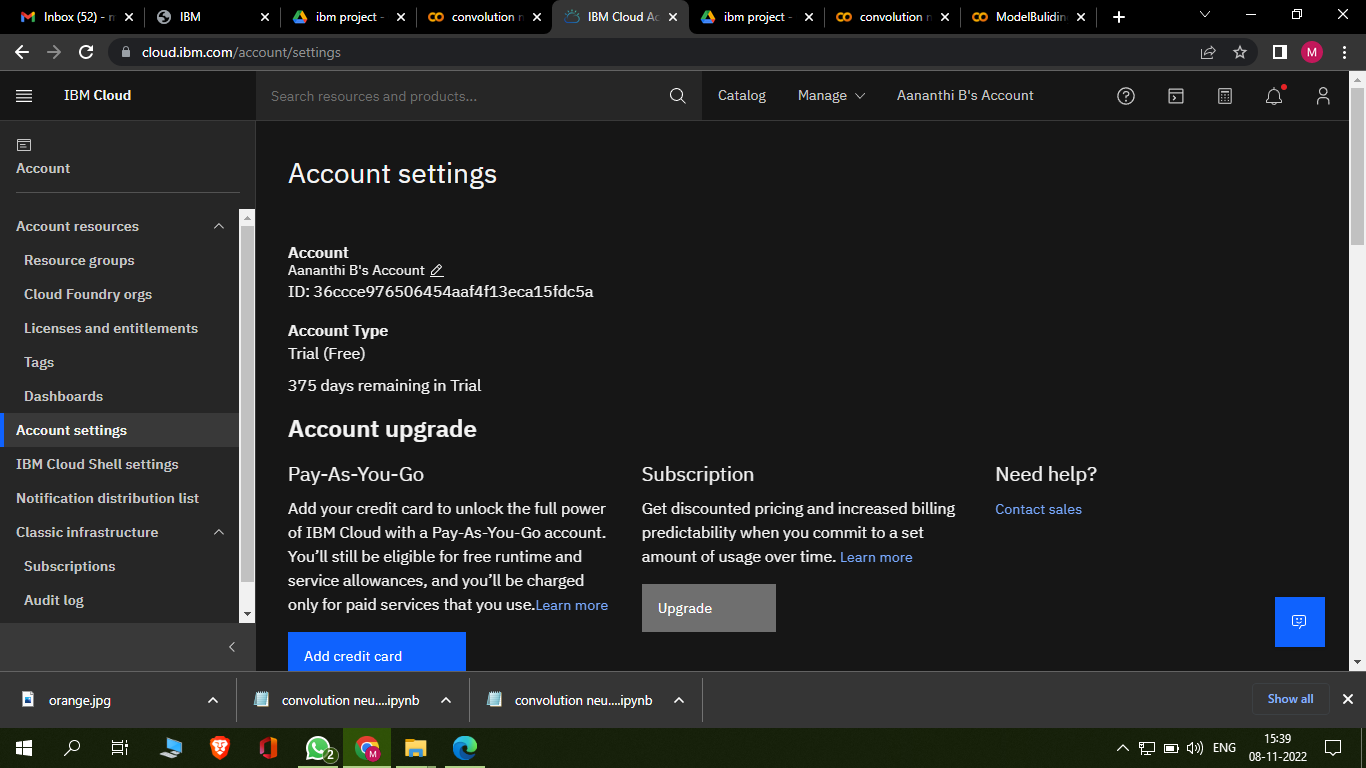 Inbox (52) - n
IBM
ibm project -
convolution n
IBM Cloud Ac
ibm project -
convolution n
ModelBuliding
cloud.ibm.com/account/settings
M
IBM Cloud
Search resources and products...
Catalog
Manage
Aananthi B's Account
Account
Account resources
Resource groups
Cloud Foundry orgs
Licenses and entitlements
Tags
Dashboards
Account settings
IBM Cloud Shell settings
Notification distribution list
Classic infrastructure
Subscriptions
Audit log
Account settings
Account
Aananthi B's Account
ID: 36ccce976506454aaf4f13eca15fdc5a
Account Type
Trial (Free)
375 days remaining in Trial
Account upgrade
Pay-As-You-Go
Add your credit card to unlock the full power
of IBM Cloud with a Pay-As-You-Go account.
You’ll still be eligible for free runtime and
service allowances, and you’ll be charged
only for paid services that you use.Learn more
Add credit card
Subscription
Get discounted pricing and increased billing
predictability when you commit to a set
amount of usage over time. Learn more
Upgrade
Need help?
Contact sales
orange.jpg
convolution neu....ipynb
convolution neu....ipynb
Show all
2
M
ENG
15:39
08-11-2022